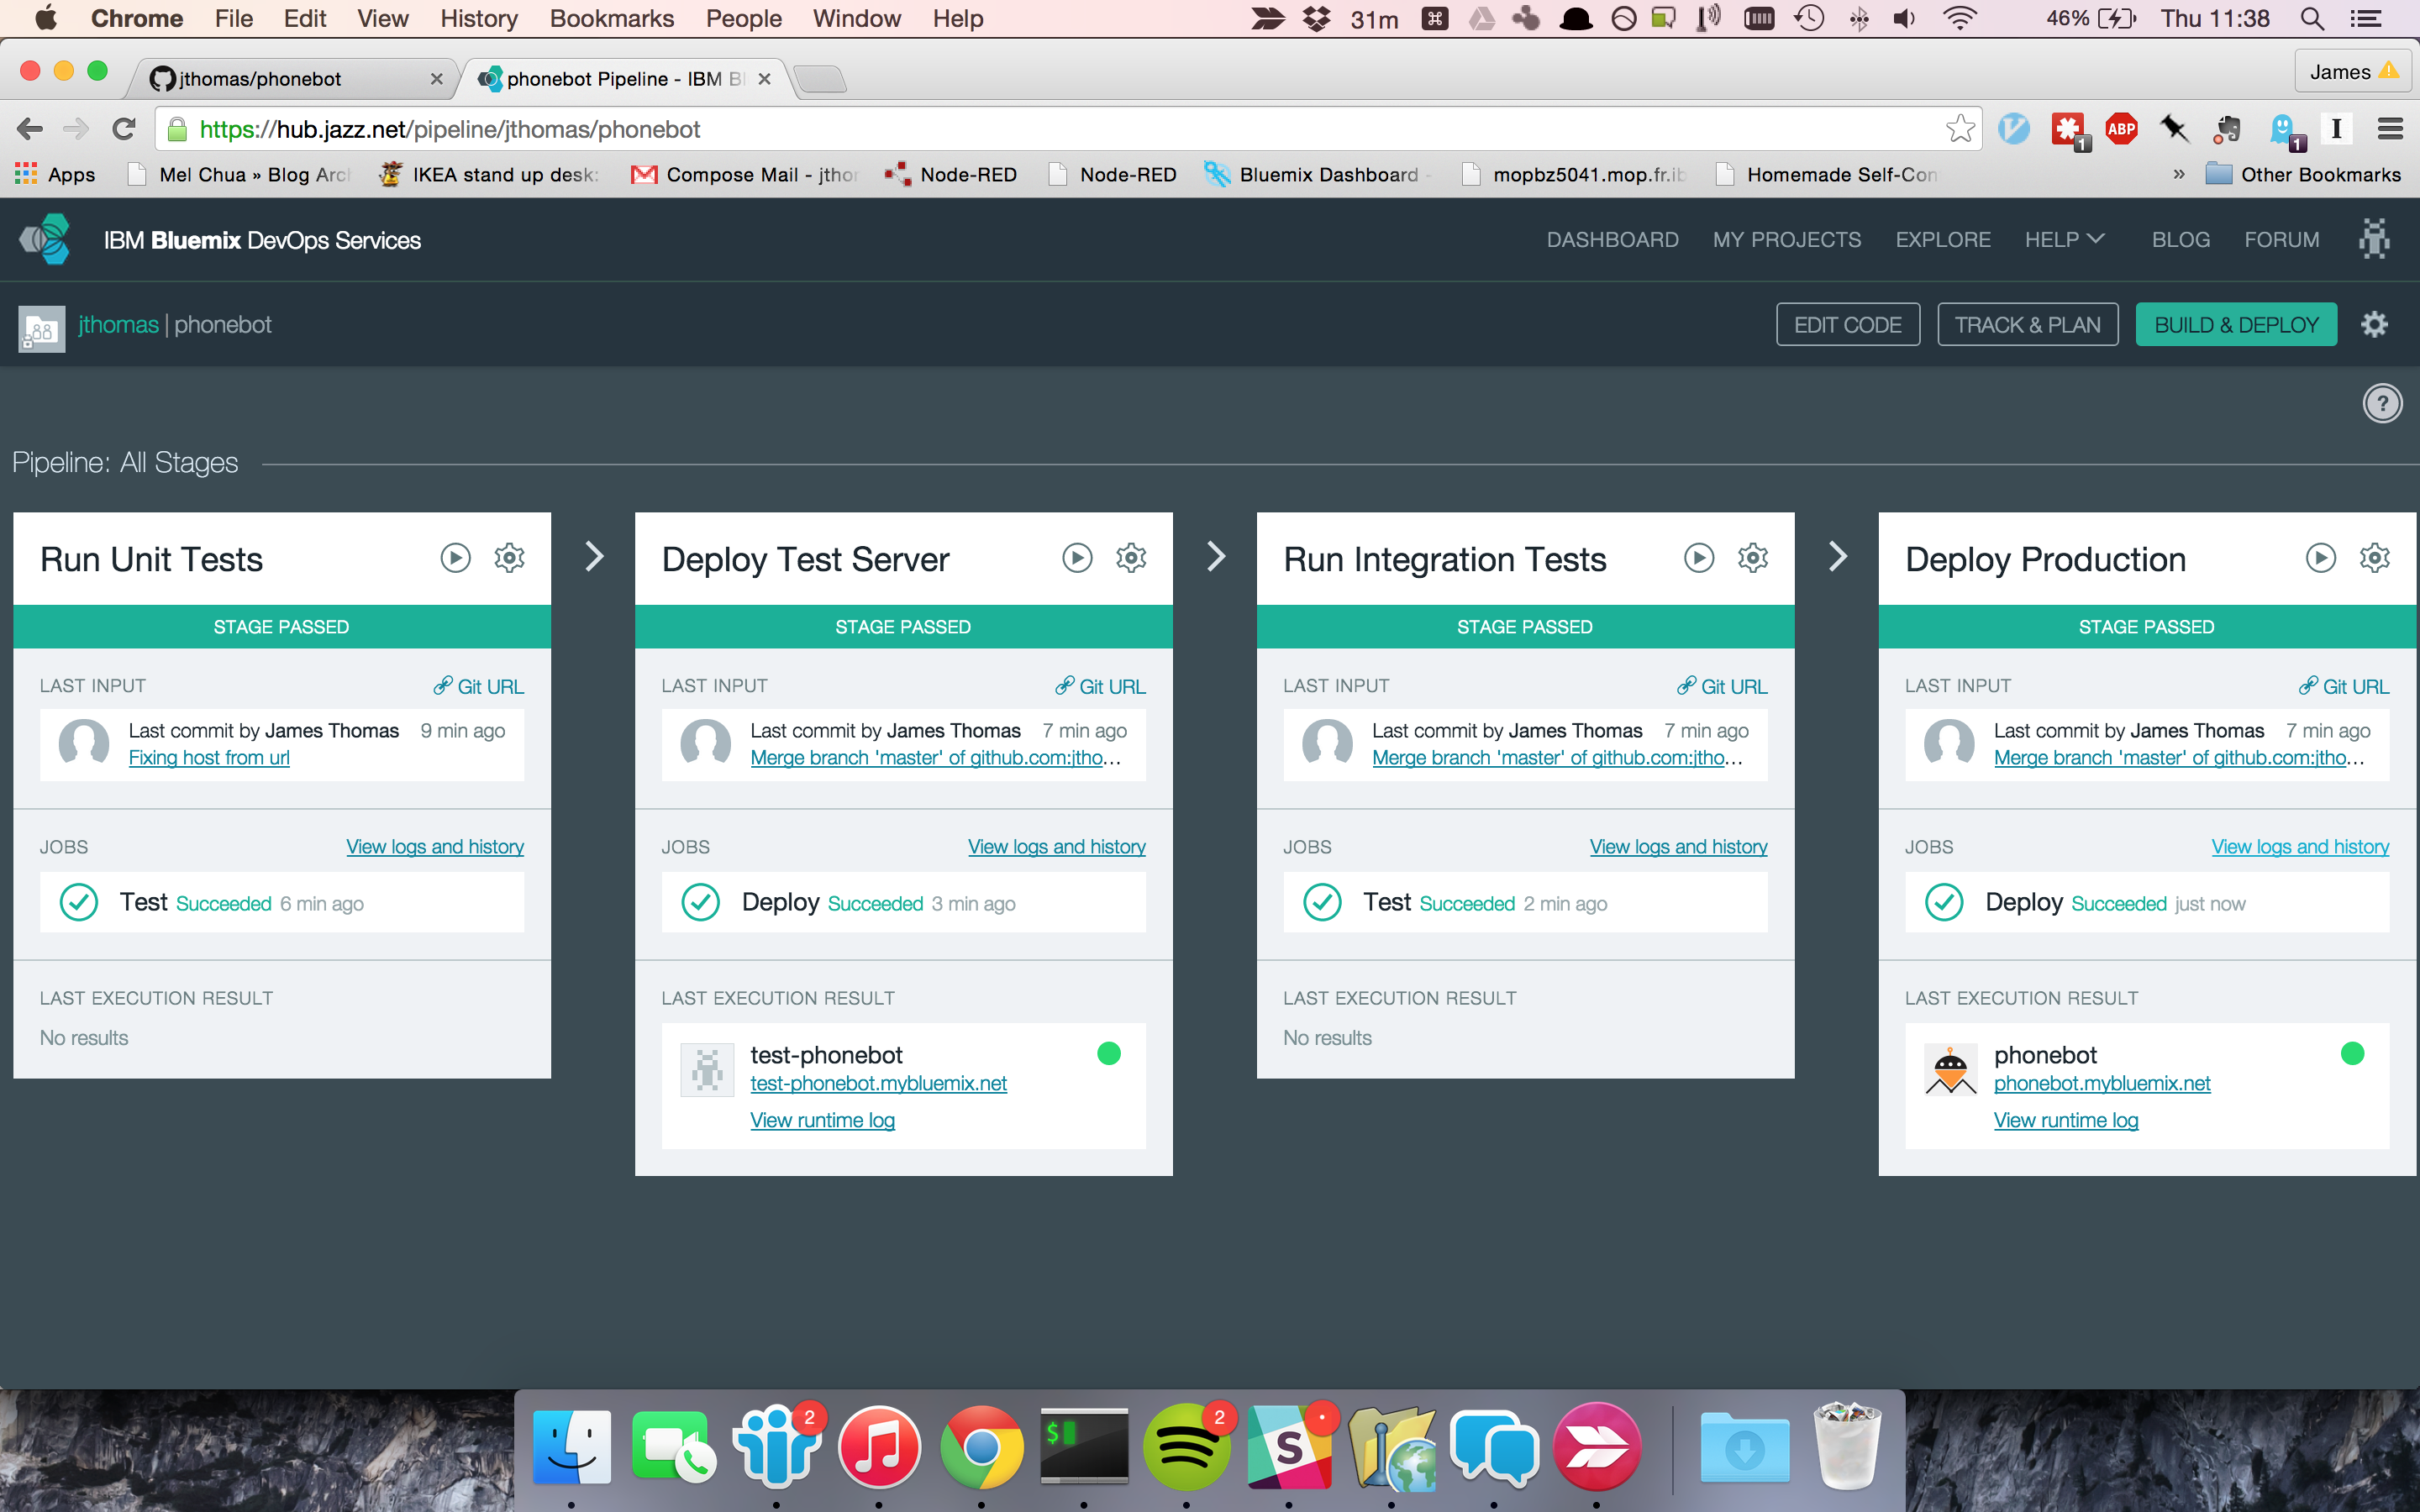 Chrome File Edit View History Bookmarks People Window Help 31m 46% Thu 11:38
jthomas/phonebot phonebot Pipeline - IBM Bl James
https://hub.jazz.net/pipeline/jthomas/phonebot ABP 1 1 I
Apps Mel Chua » Blog Arch IKEA stand up desk: Compose Mail - jthom Node-RED Node-RED Bluemix Dashboard - mopbz5041.mop.fr.ib Homemade Self-Con » Other Bookmarks
IBM Bluemix DevOps Services DASHBOARD MY PROJECTS EXPLORE HELP BLOG FORUM
jthomas | phonebot EDIT CODE TRACK & PLAN BUILD & DEPLOY
?
Pipeline: All Stages
Run Unit Tests
STAGE PASSED
LAST INPUT Git URL
Last commit by James Thomas 9 min ago
Fixing host from url
JOBS View logs and history
Test Succeeded 6 min ago
LAST EXECUTION RESULT
No results
Deploy Test Server
STAGE PASSED
LAST INPUT Git URL
Last commit by James Thomas 7 min ago
Merge branch 'master' of github.com:jtho...
JOBS View logs and history
Deploy Succeeded 3 min ago
LAST EXECUTION RESULT
test-phonebot
test-phonebot.mybluemix.net
View runtime log
Run Integration Tests
STAGE PASSED
LAST INPUT Git URL
Last commit by James Thomas 7 min ago
Merge branch 'master' of github.com:jtho...
JOBS View logs and history
Test Succeeded 2 min ago
LAST EXECUTION RESULT
No results
Deploy Production
STAGE PASSED
LAST INPUT Git URL
Last commit by James Thomas 7 min ago
Merge branch 'master' of github.com:jtho...
JOBS View logs and history
Deploy Succeeded just now
LAST EXECUTION RESULT
phonebot
phonebot.mybluemix.net
View runtime log
2 $ 2 S